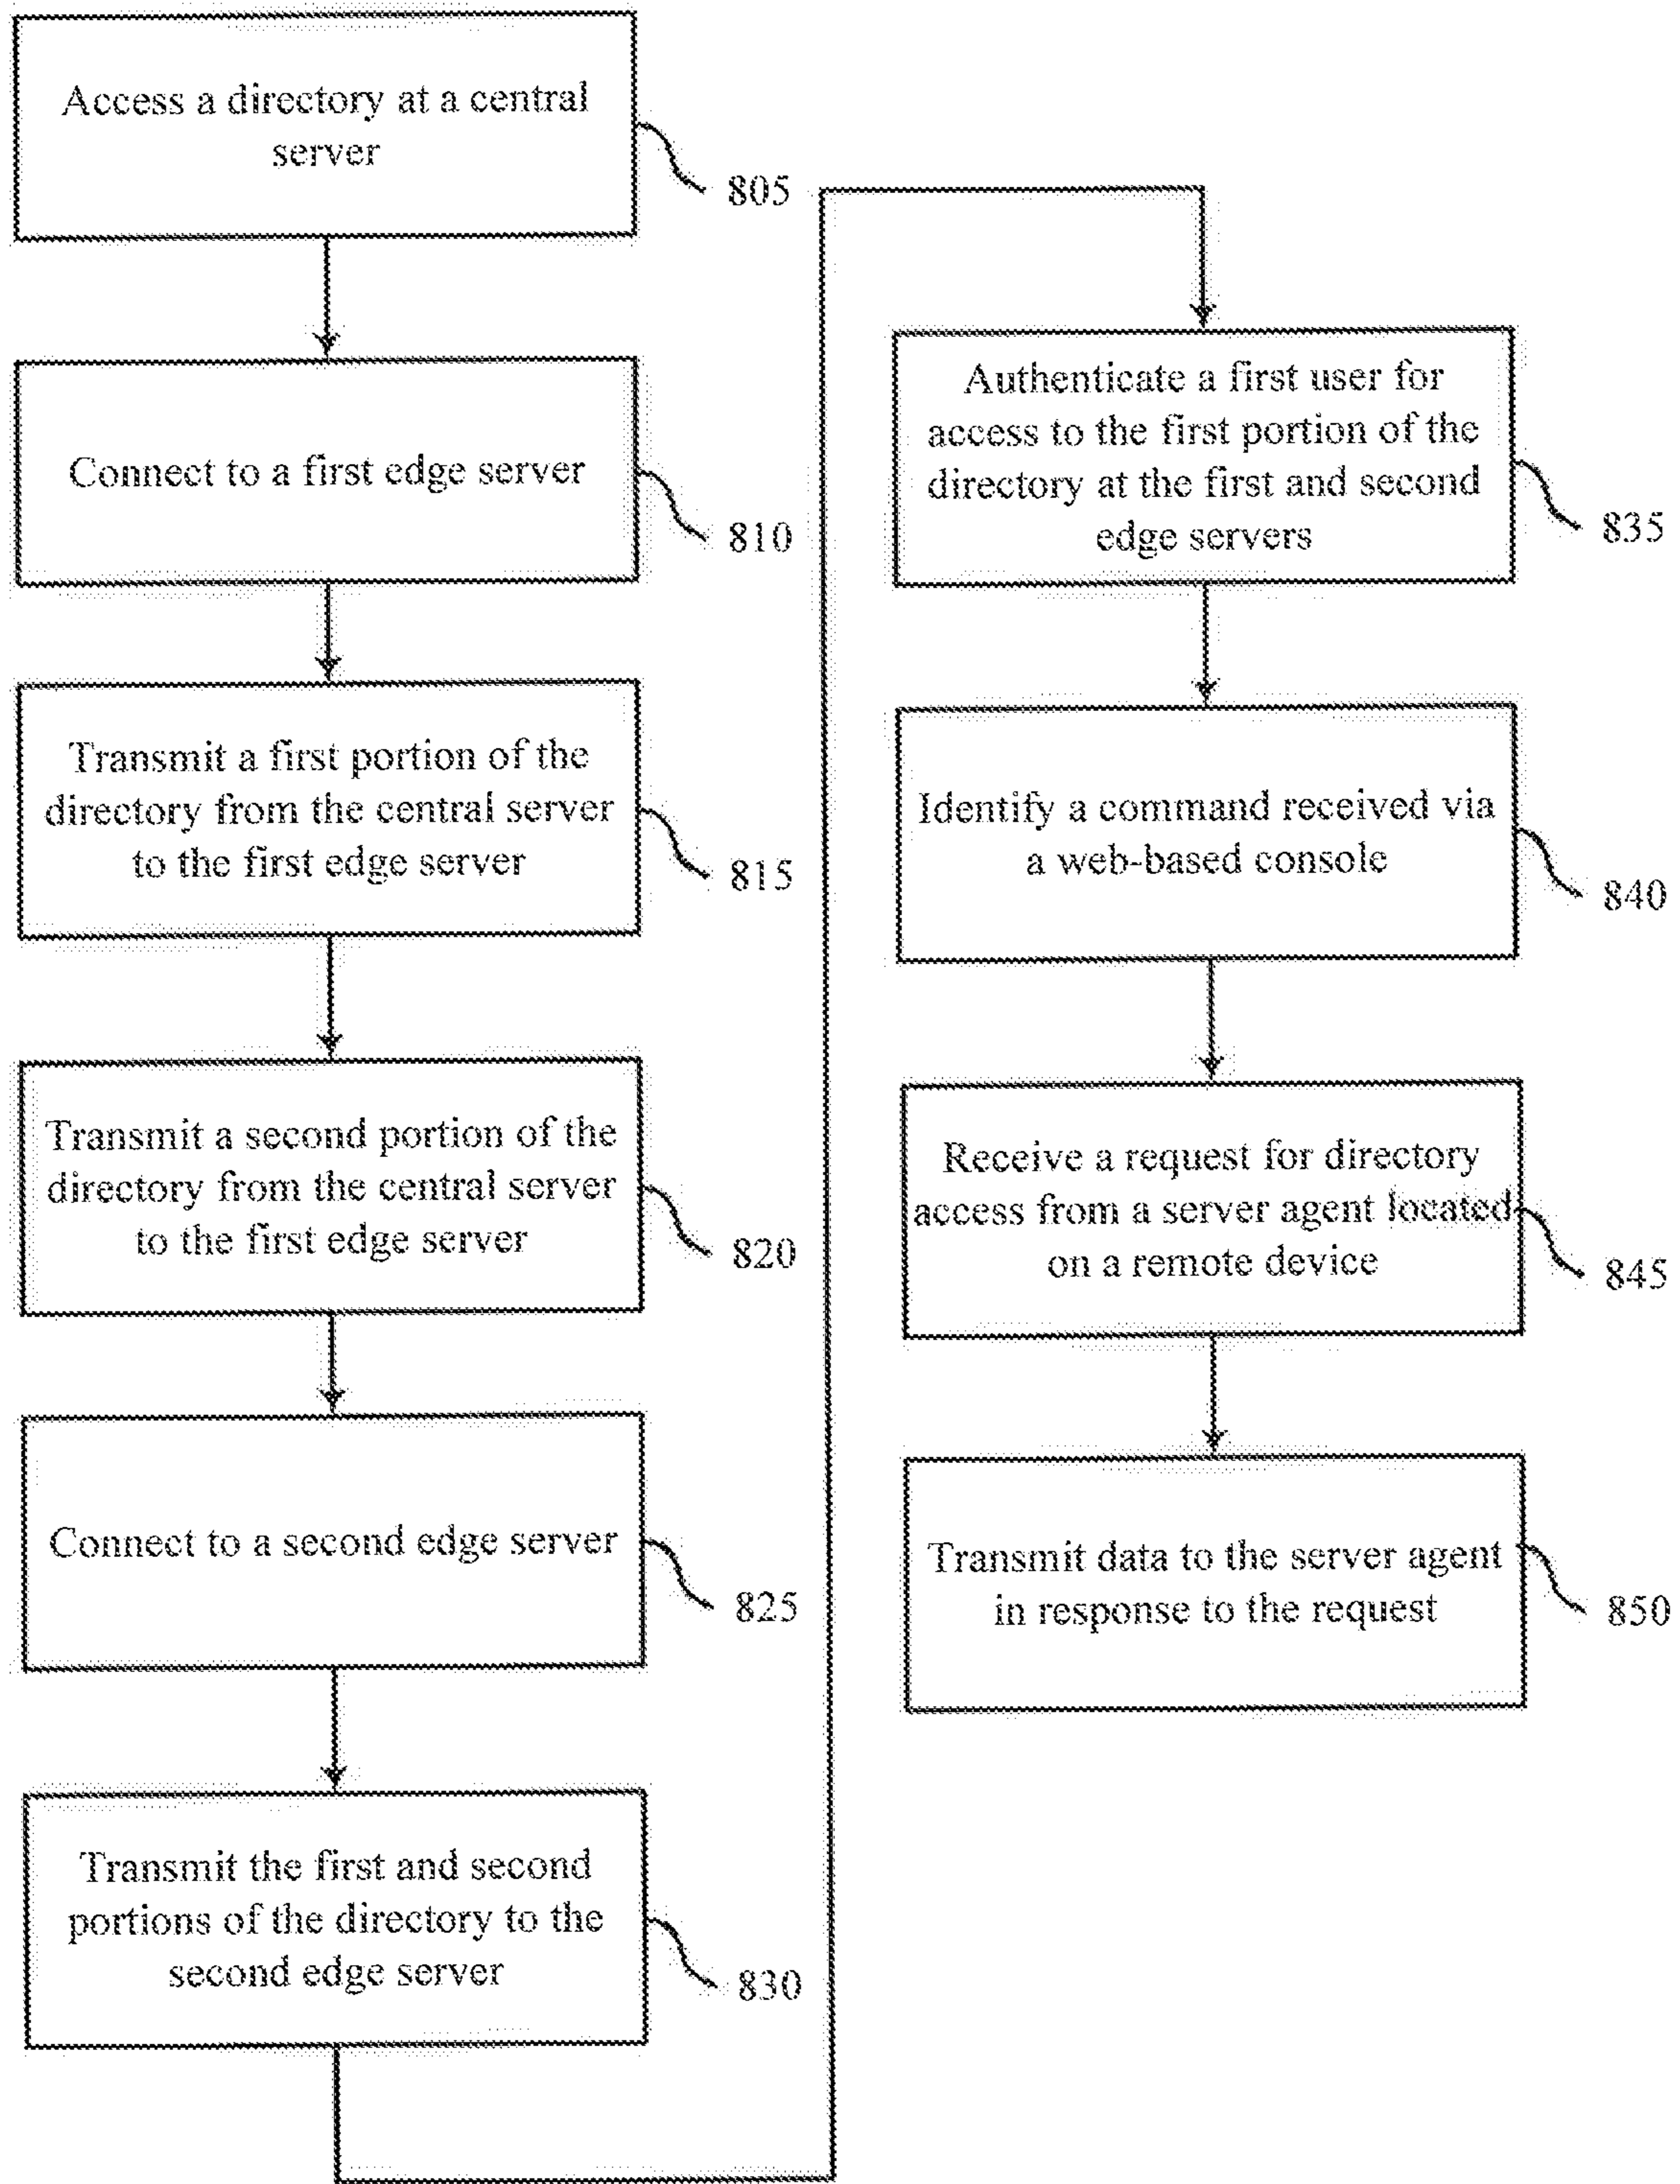 Access a directory at a central
server
805
Connect to a first edge server
810
Transmit a first portion of the
directory from the central server
to the first edge server
815
Transmit a second portion of the
directory from the central server
to the first edge server
820
Connect to a second edge server
825
Transmit the first and second
portions of the directory to the
second edge server
830
Authenticate a first user for
access to the first portion of the
directory at the first and second
edge servers
835
Identify a command received via
a web-based console
840
Receive a request for directory
access from a server agent located
on a remote device
845
Transmit data to the server agent
in response to the request
850